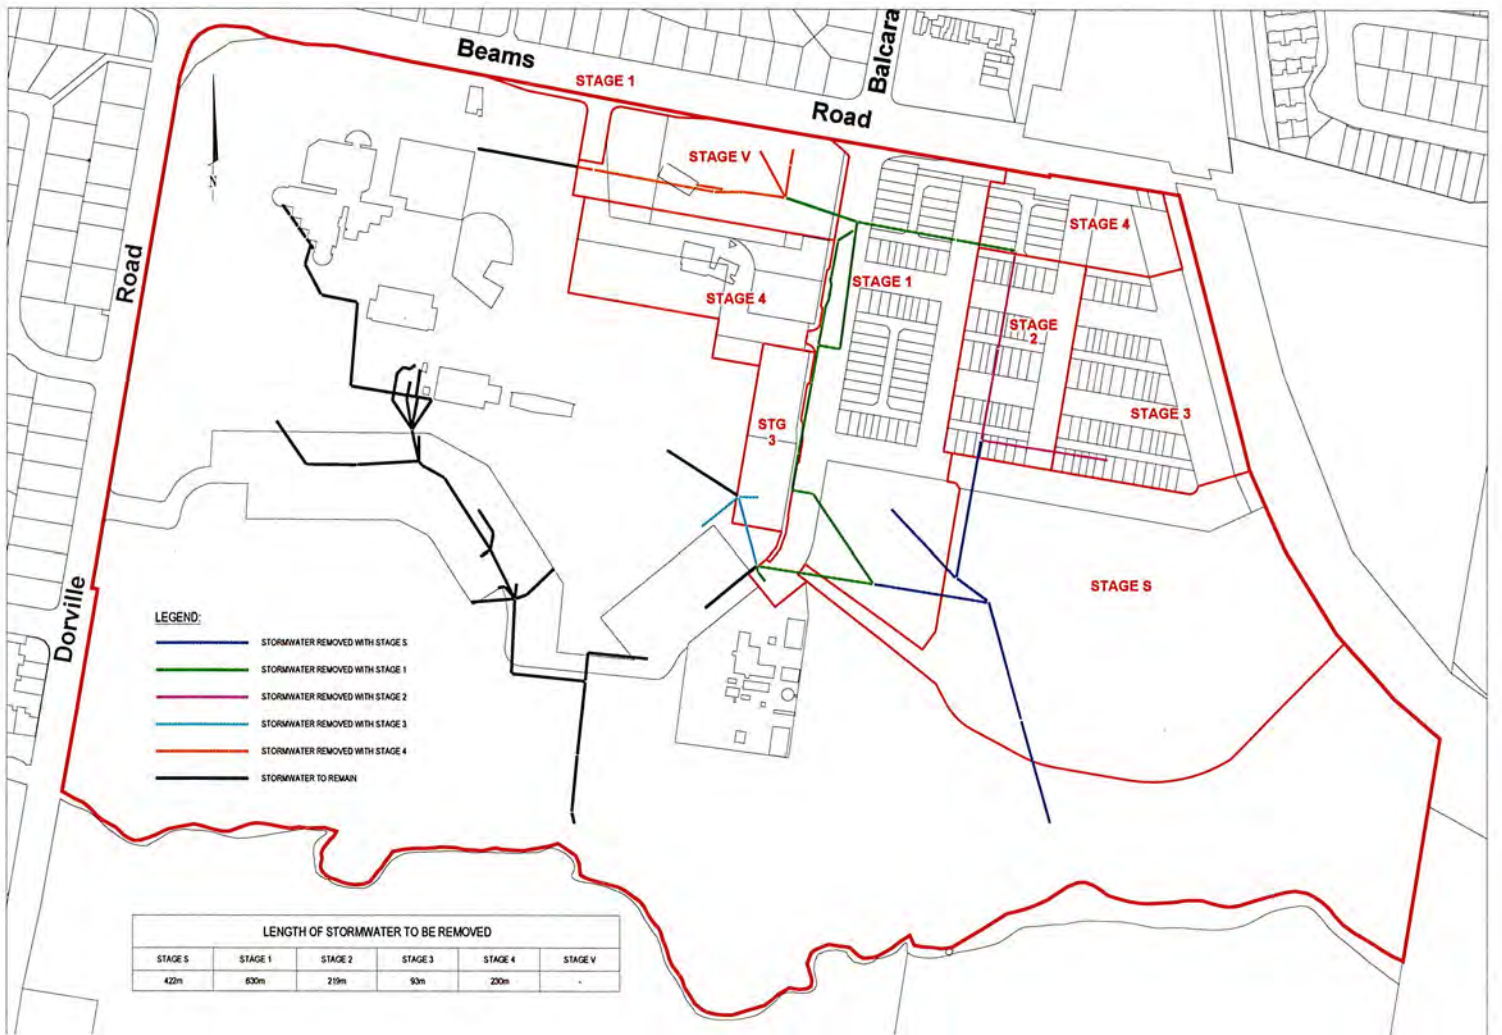 Beams
Road
Balcara
STAGE 1
STAGE V
N
Road
STAGE 4
STAGE 1
STAGE 4
STAGE
2
STG
3
STAGE 3
STAGE S
Dorville
LEGEND:
STORMWATER REMOVED WITH STAGE S
STORMWATER REMOVED WITH STAGE 1
STORMWATER REMOVED WITH STAGE 2
STORMWATER REMOVED WITH STAGE 3
STORMWATER REMOVED WITH STAGE 4
STORMWATER TO REMAIN
LENGTH OF STORMWATER TO BE REMOVED
STAGE S STAGE 1 STAGE 2 STAGE 3 STAGE 4 STAGE V
422m 630m 219m 93m 230m -